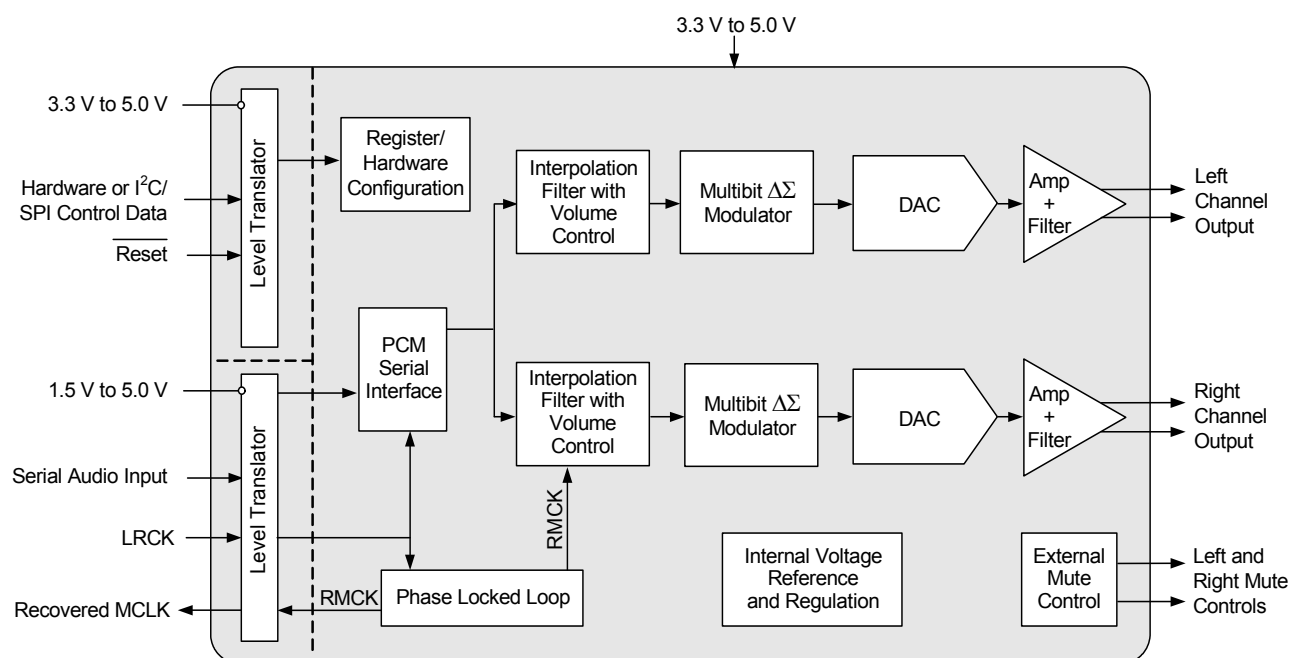 3.3 V to 5.0 V
3.3 V to 5.0 V
Hardware or I²C/
SPI Control Data
Reset
Level Translator
Register/
Hardware
Configuration
Interpolation
Filter with
Volume
Control
Multibit ΔΣ
Modulator
DAC
Amp
+
Filter
Left
Channel
Output
1.5 V to 5.0 V
Serial Audio Input
LRCK
Recovered MCLK
Level Translator
PCM
Serial
Interface
Interpolation
Filter with
Volume
Control
Multibit ΔΣ
Modulator
DAC
Amp
+
Filter
Right
Channel
Output
RMCK
RMCK
Phase Locked Loop
Internal Voltage
Reference
and Regulation
External
Mute
Control
Left and
Right Mute
Controls